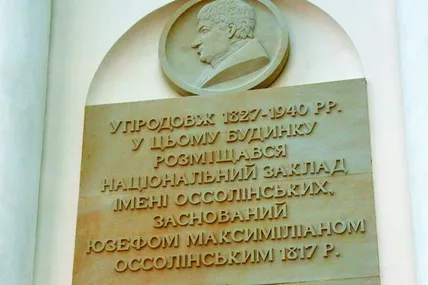 УПРОДОВЖ 1827-1940 РР.
У ЦЬОМУ БУДИНКУ
РОЗМІЩАВСЯ
НАЦІОНАЛЬНИЙ ЗАКЛАД
ІМЕНІ ОССОЛІНСЬКИХ,
ЗАСНОВАНИЙ
ЮЗЕФОМ МАКСИМІЛІАНОМ
ОССОЛІНСЬКИМ 1817 Р.